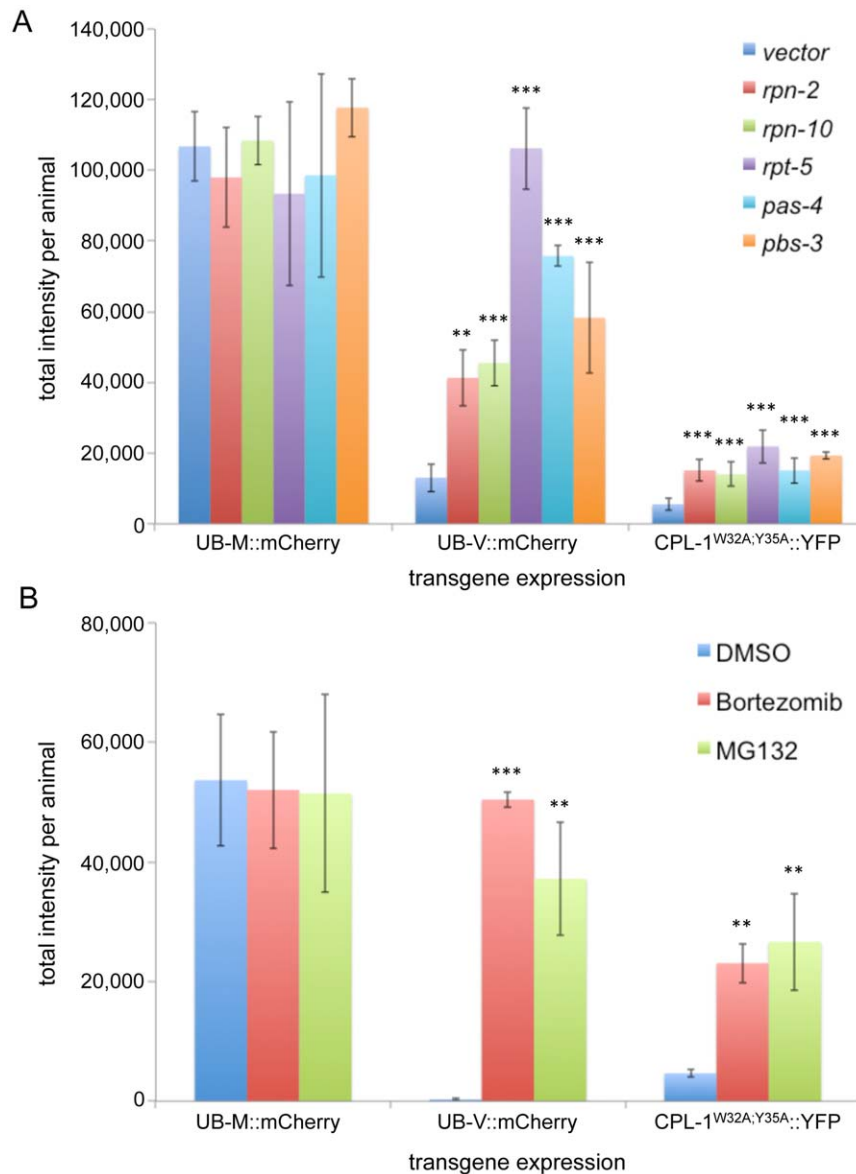 A
140,000
120,000
100,000
80,000
60,000
40,000
20,000
0
total intensity per animal
vector
rpn-2
rpn-10
rpt-5
pas-4
pbs-3
** *** *** *** ***
*** *** *** *** ***
UB-M::mCherry UB-V::mCherry CPL-1W32A;Y35A::YFP
transgene expression
B
80,000
60,000
40,000
20,000
0
total intensity per animal
DMSO
Bortezomib
MG132
*** **
** **
UB-M::mCherry UB-V::mCherry CPL-1W32A;Y35A::YFP
transgene expression